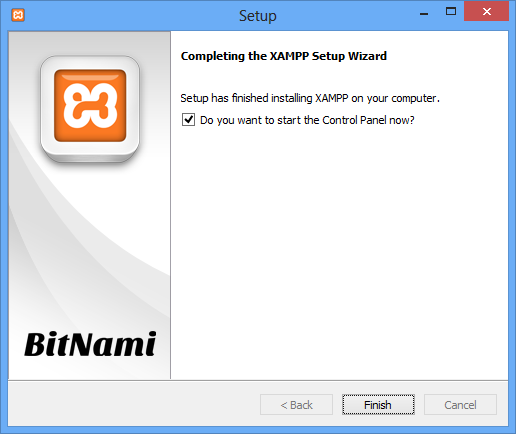 Setup
Completing the XAMPP Setup Wizard
Setup has finished installing XAMPP on your computer.
Do you want to start the Control Panel now?
BitNami
< Back
Finish
Cancel